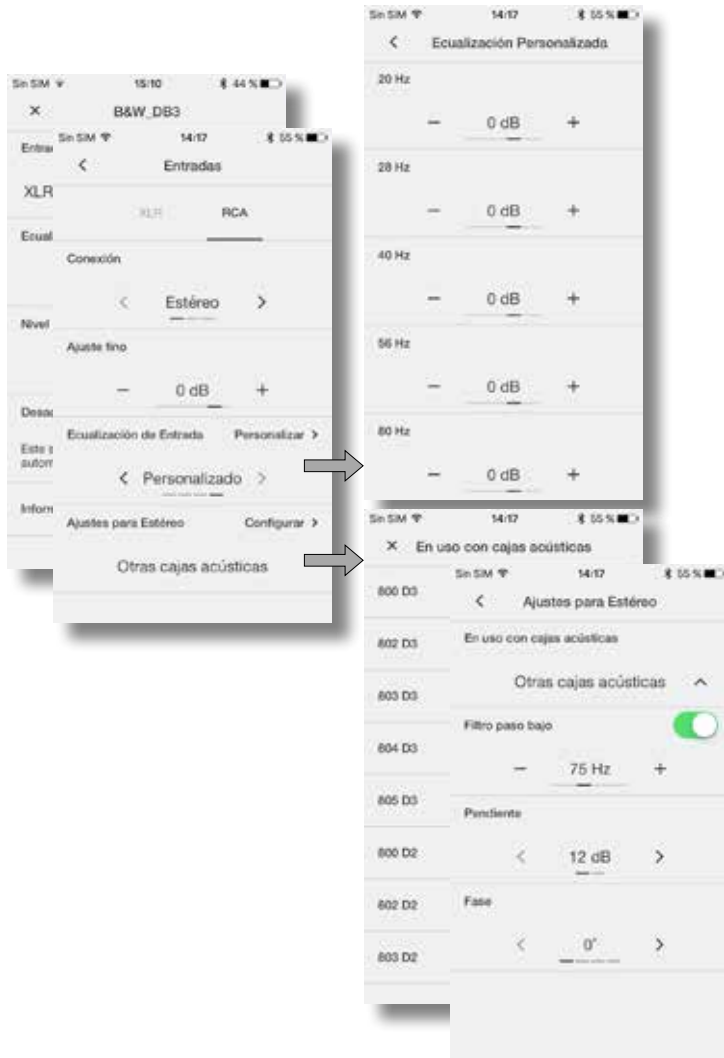 Sin SIM 15:10 44 %
× B&W_DB3
XLR
Nivel
Sin SIM 14:17 55 %
< Entradas
XLR RCA
Conexión
< Estéreo >
Ajuste fino
− 0 dB +
Ecualización de Entrada Personalizar >
< Personalizado >
Ajustes para Estéreo Configurar >
Otras cajas acústicas
Sin SIM 14:17 55 %
< Ecualización Personalizada
20 Hz
− 0 dB +
28 Hz
− 0 dB +
40 Hz
− 0 dB +
56 Hz
− 0 dB +
80 Hz
− 0 dB +
Sin SIM 14:17 55 %
× En uso con cajas acústicas
800 D3
802 D3
803 D3
804 D3
805 D3
800 D2
802 D2
803 D2
Sin SIM 14:17 55 %
< Ajustes para Estéreo
En uso con cajas acústicas
Otras cajas acústicas
Filtro paso bajo
− 75 Hz +
Pendiente
< 12 dB >
Fase
< 0° >